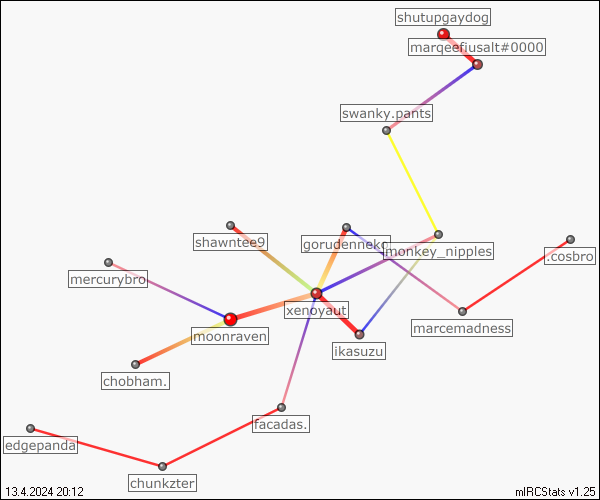 shutupgaydog
marqeefiusalt#0000
swanky.pants
shawntee9
monkey_nipples
.cosbro
mercurybro
xenoyaut
marcemadness
moonraven
ikasuzu
chobham.
facadas.
edgepanda
chunkzter
13.4.2024 20:12
mIRCStats v1.25